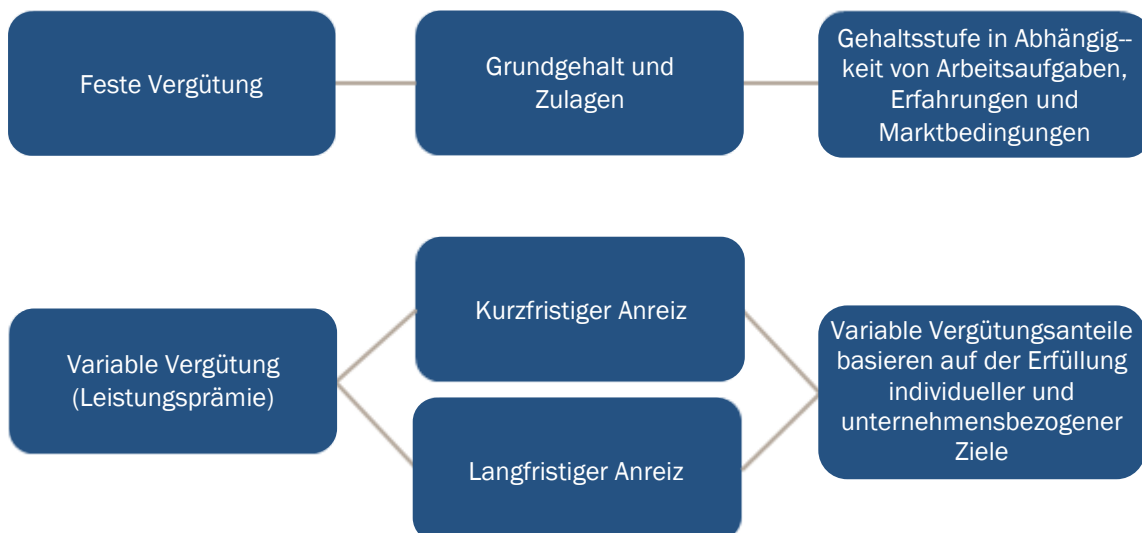 Feste Vergütung
Grundgehalt und
Zulagen
Gehaltsstufe in Abhängig--
keit von Arbeitsaufgaben,
Erfahrungen und
Marktbedingungen
Variable Vergütung
(Leistungsprämie)
Kurzfristiger Anreiz
Langfristiger Anreiz
Variable Vergütungsanteile
basieren auf der Erfüllung
individueller und
unternehmensbezogener
Ziele